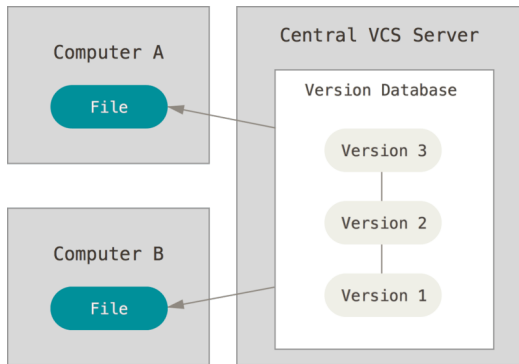 Computer A
File
Computer B
File
Central VCS Server
Version Database
Version 3
Version 2
Version 1